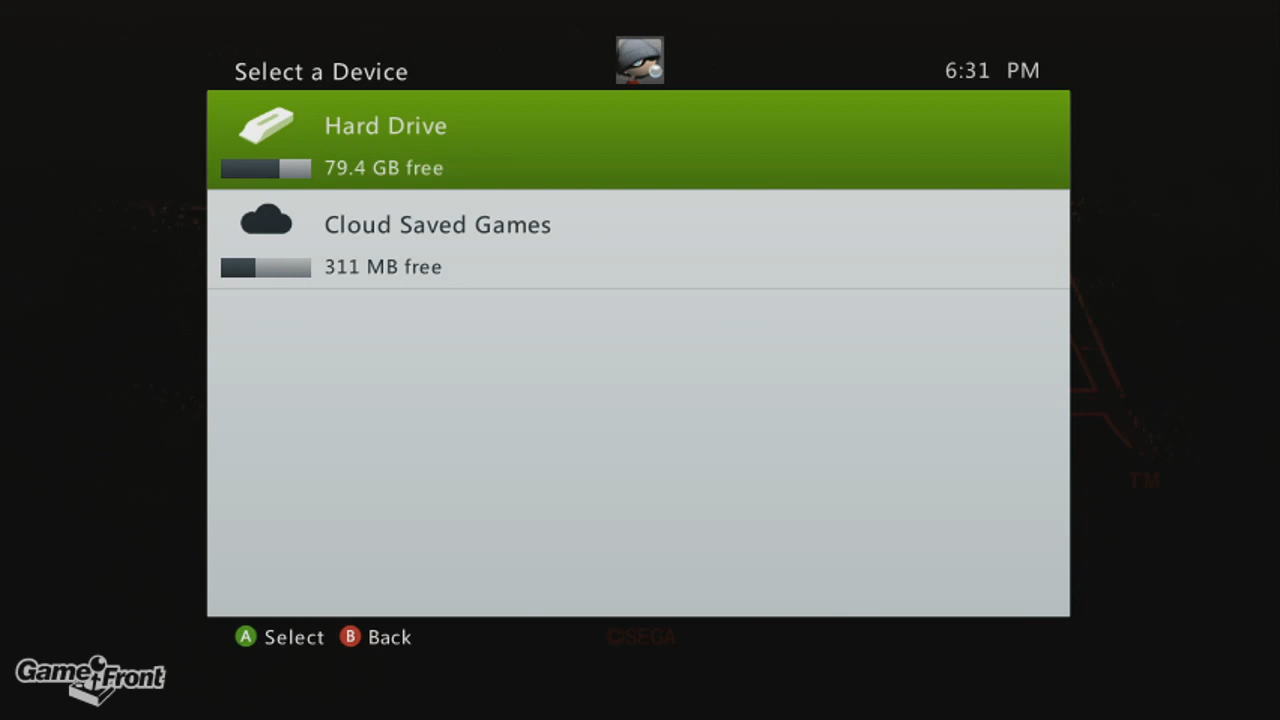 Select a Device
6:31 PM
Hard Drive
79.4 GB free
Cloud Saved Games
311 MB free
A
TM
A Select B Back
©SEGA
GameFront